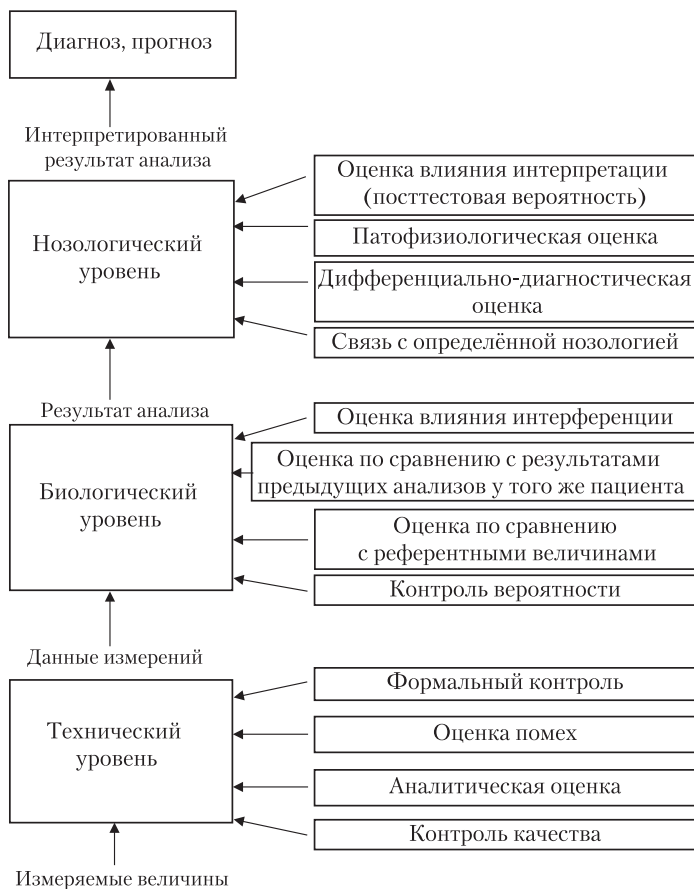 Диагноз, прогноз
Интерпретированный
результат анализа
Нозологический
уровень
Оценка влияния интерпретации
(посттестовая вероятность)
Патофизиологическая оценка
Дифференциально-диагностическая
оценка
Связь с определённой нозологией
Результат анализа
Биологический
уровень
Оценка влияния интерференции
Оценка по сравнению с результатами
предыдущих анализов у того же пациента
Оценка по сравнению
с референтными величинами
Контроль вероятности
Данные измерений
Технический
уровень
Формальный контроль
Оценка помех
Аналитическая оценка
Контроль качества
Измеряемые величины